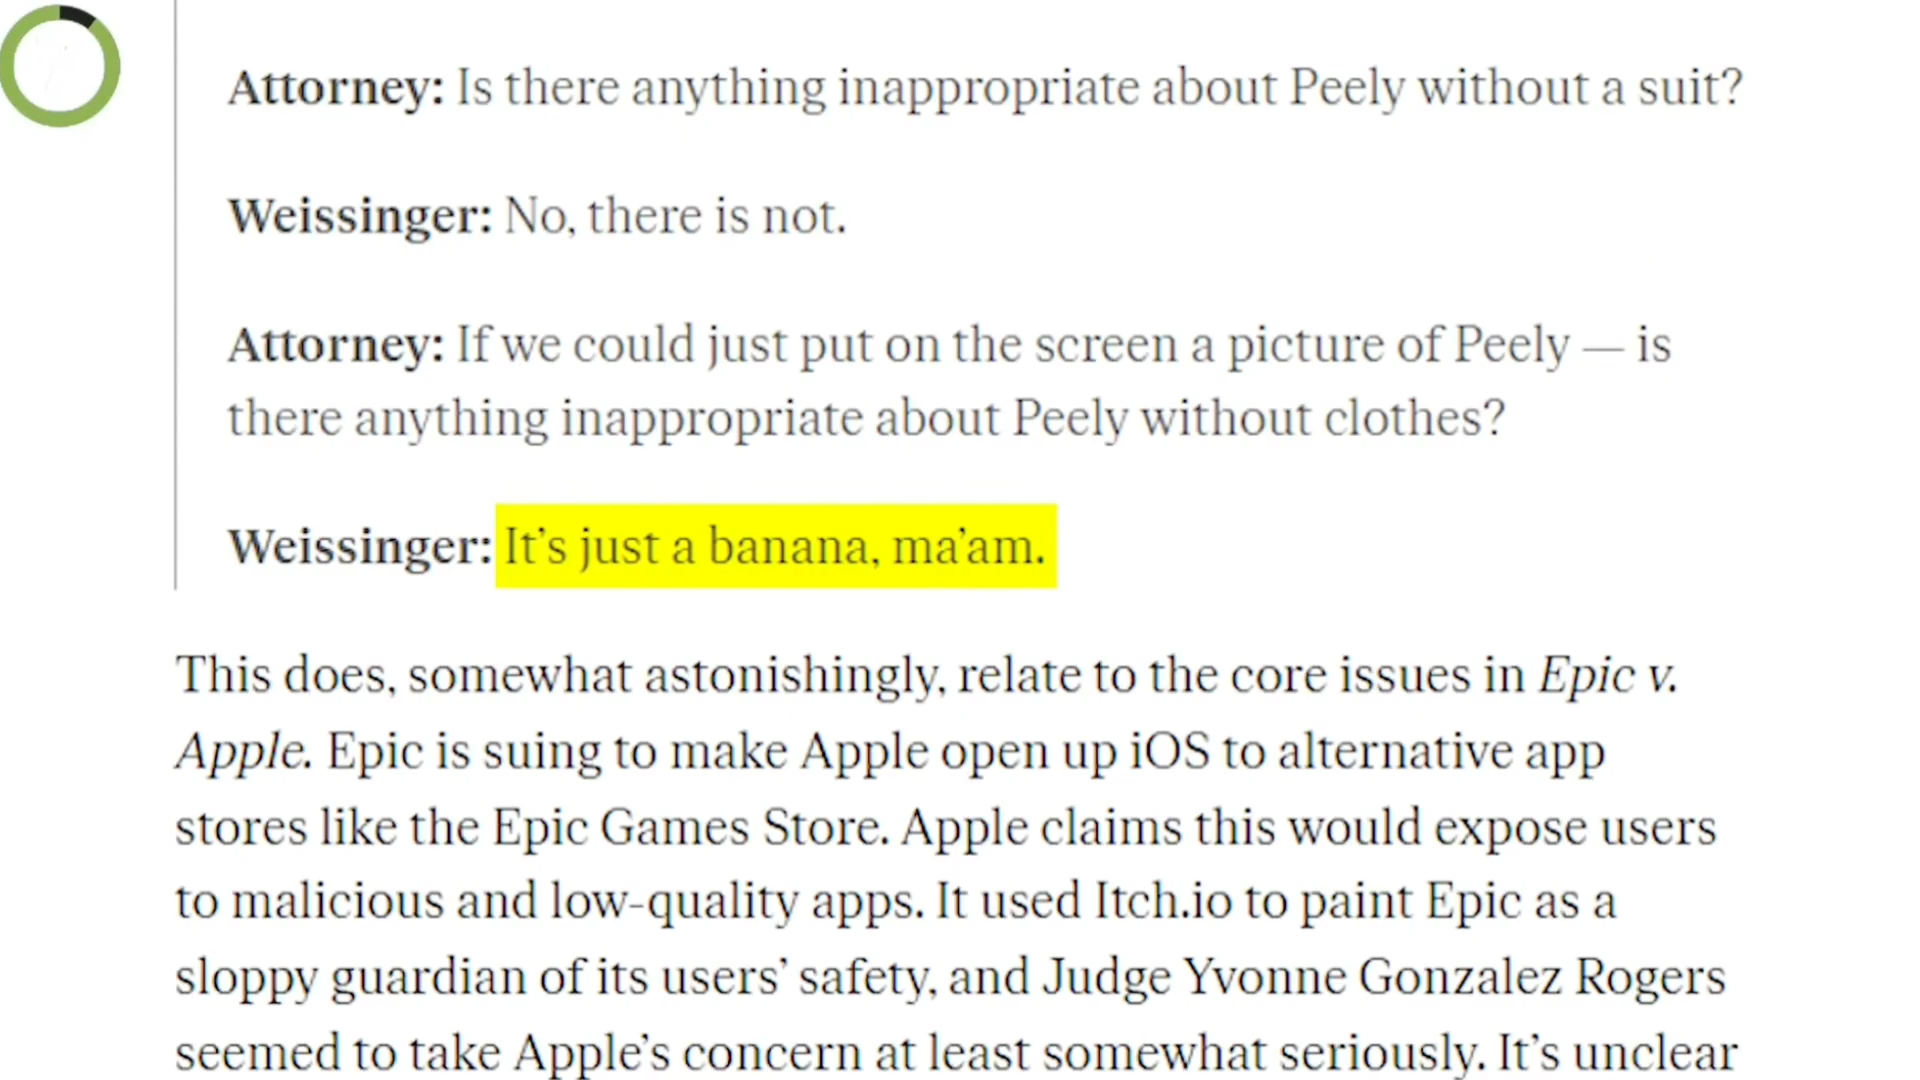 Attorney: Is there anything inappropriate about Peely without a suit?
Weissinger: No, there is not.
Attorney: If we could just put on the screen a picture of Peely — is
there anything inappropriate about Peely without clothes?
Weissinger: It’s just a banana, ma’am.
This does, somewhat astonishingly, relate to the core issues in Epic v.
Apple. Epic is suing to make Apple open up iOS to alternative app
stores like the Epic Games Store. Apple claims this would expose users
to malicious and low-quality apps. It used Itch.io to paint Epic as a
sloppy guardian of its users’ safety, and Judge Yvonne Gonzalez Rogers
seemed to take Apple’s concern at least somewhat seriously. It’s unclear